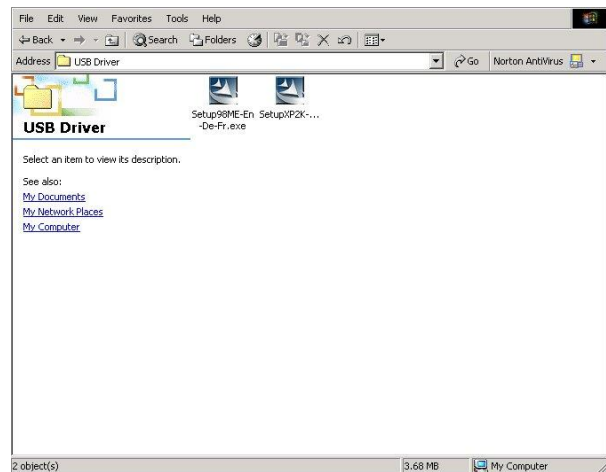 File Edit View Favorites Tools Help
Back Search Folders
Address USB Driver Go Norton AntiVirus
Setup98ME-En SetupXP2K-...
-De-Fr.exe
USB Driver
Select an item to view its description.
See also:
My Documents
My Network Places
My Computer
2 object(s) 3.68 MB My Computer